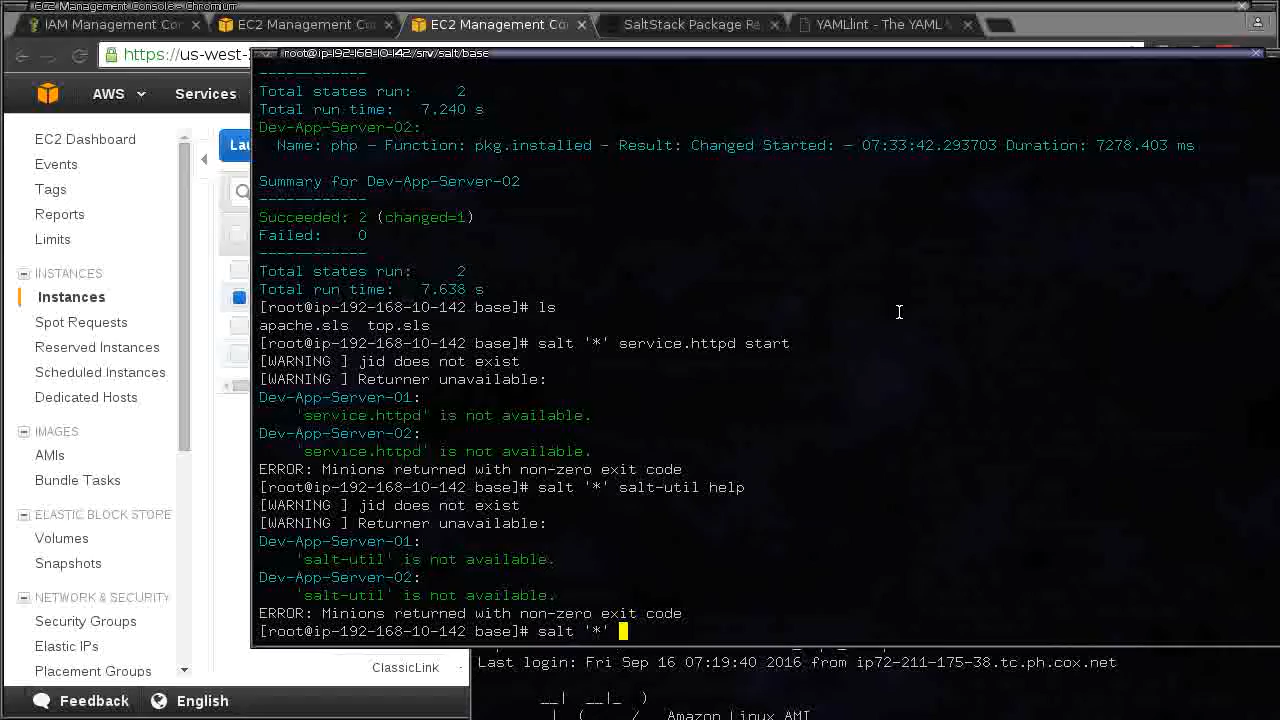 EC2 Management Console - Chromium
IAM Management Con
EC2 Management Co
EC2 Management Co
SaltStack Package Re
YAMLlint - The YAML
https://us-west-
root@ip-192-168-10-142:/srv/salt/base
AWS
Services
EC2 Dashboard
Events
Tags
Reports
Limits
INSTANCES
Instances
Spot Requests
Reserved Instances
Scheduled Instances
Dedicated Hosts
IMAGES
AMIs
Bundle Tasks
ELASTIC BLOCK STORE
Volumes
Snapshots
NETWORK & SECURITY
Security Groups
Elastic IPs
Placement Groups
Lau
------------
Total states run:     2
Total run time:   7.240 s
Dev-App-Server-02:
  Name: php - Function: pkg.installed - Result: Changed Started: - 07:33:42.293703 Duration: 7278.403 ms
Summary for Dev-App-Server-02
------------
Succeeded: 2 (changed=1)
Failed:    0
------------
Total states run:     2
Total run time:   7.638 s
[root@ip-192-168-10-142 base]# ls
apache.sls  top.sls
[root@ip-192-168-10-142 base]# salt '*' service.httpd start
[WARNING ] jid does not exist
[WARNING ] Returner unavailable:
Dev-App-Server-01:
    'service.httpd' is not available.
Dev-App-Server-02:
    'service.httpd' is not available.
ERROR: Minions returned with non-zero exit code
[root@ip-192-168-10-142 base]# salt '*' salt-util help
[WARNING ] jid does not exist
[WARNING ] Returner unavailable:
Dev-App-Server-01:
    'salt-util' is not available.
Dev-App-Server-02:
    'salt-util' is not available.
ERROR: Minions returned with non-zero exit code
[root@ip-192-168-10-142 base]# salt '*'
ClassicLink
-
Last login: Fri Sep 16 07:19:40 2016 from ip72-211-175-38.tc.ph.cox.net
__|  __|_  )
_|  (     /   Amazon Linux AMI
Feedback
English